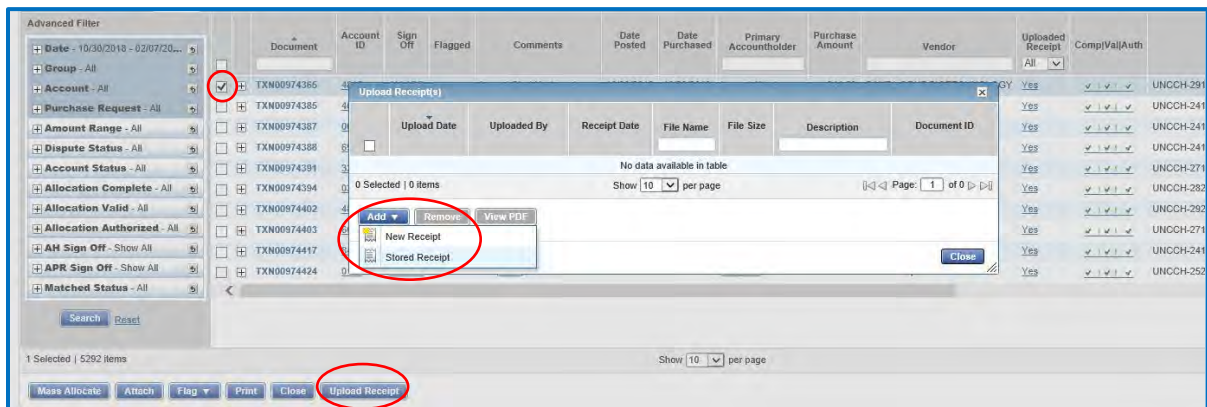 Advanced Filter
Date - 10/30/2018 - 02/07/20...
Group - All
Account - All
Purchase Request - All
Amount Range - All
Dispute Status - All
Account Status - All
Allocation Complete - All
Allocation Valid - All
Allocation Authorized - All
AH Sign Off - Show All
APR Sign Off - Show All
Matched Status - All
Search Reset
Document
Account ID
Sign Off
Flagged
Comments
Date Posted
Date Purchased
Primary Accountholder
Purchase Amount
Vendor
Uploaded Receipt
Comp|Val|Auth
All
TXN00974365 Yes UNCCH-291
TXN00974385 Yes UNCCH-241
TXN00974387 Yes UNCCH-241
TXN00974388 Yes UNCCH-241
TXN00974391 Yes UNCCH-271
TXN00974394 Yes UNCCH-282
TXN00974402 Yes UNCCH-292
TXN00974403 Yes UNCCH-271
TXN00974417 Yes UNCCH-241
TXN00974424 Yes UNCCH-252
Upload Receipt(s)
Upload Date Uploaded By Receipt Date File Name File Size Description Document ID
No data available in table
0 Selected | 0 items Show 10 per page Page: 1 of 0
Add Remove View PDF
New Receipt
Stored Receipt
Close
1 Selected | 5292 items Show 10 per page
Mass Allocate Attach Flag Print Close Upload Receipt